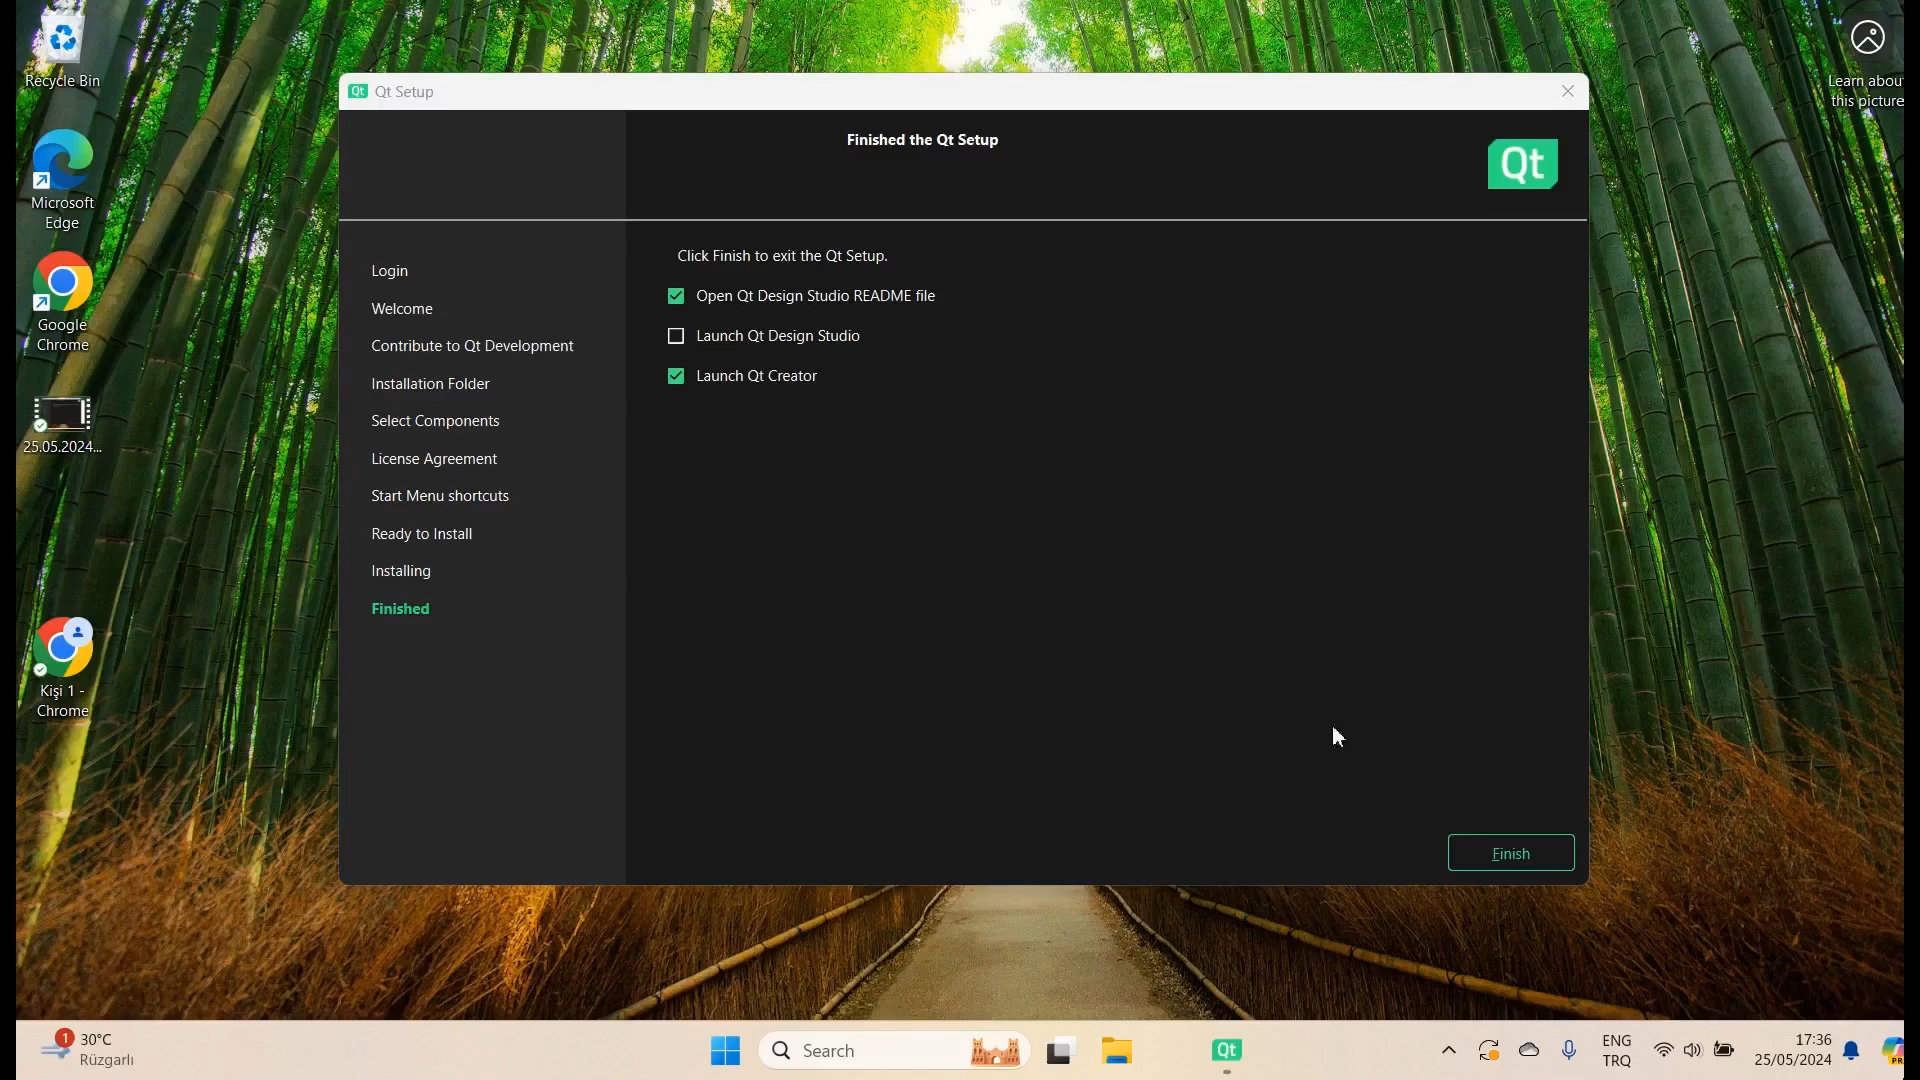 Recycle Bin
Learn about
this picture
Microsoft
Edge
Google
Chrome
25.05.2024...
Kişi 1 -
Chrome
Qt Qt Setup
Finished the Qt Setup
Qt
Login
Welcome
Contribute to Qt Development
Installation Folder
Select Components
License Agreement
Start Menu shortcuts
Ready to Install
Installing
Finished
Click Finish to exit the Qt Setup.
Open Qt Design Studio README file
Launch Qt Design Studio
Launch Qt Creator
Finish
1
30°C
Rüzgarlı
Search
Qt
ENG
TRQ
17:36
25/05/2024
PR